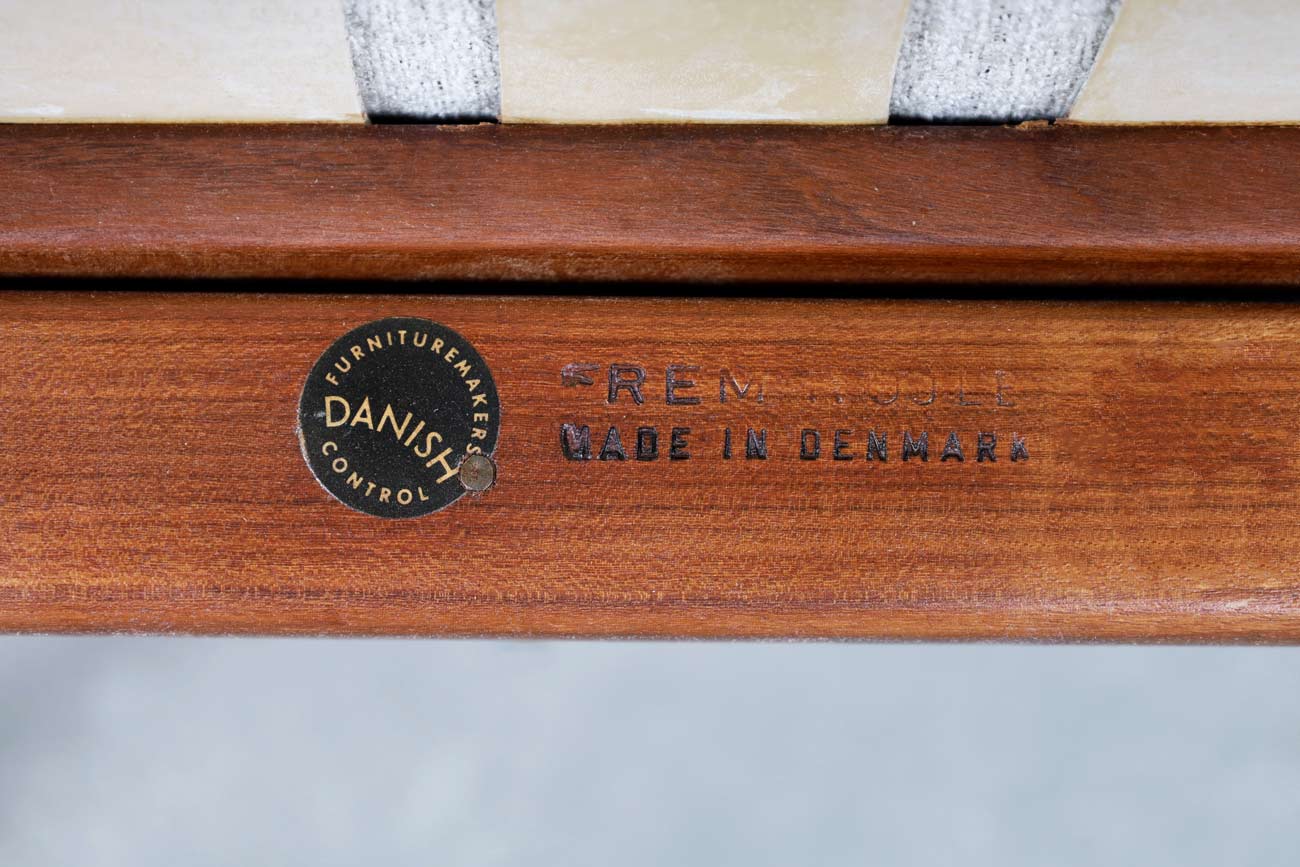 FURNITUREMAKERS
DANISH
CONTROL
FREM
MADE IN DENMARK